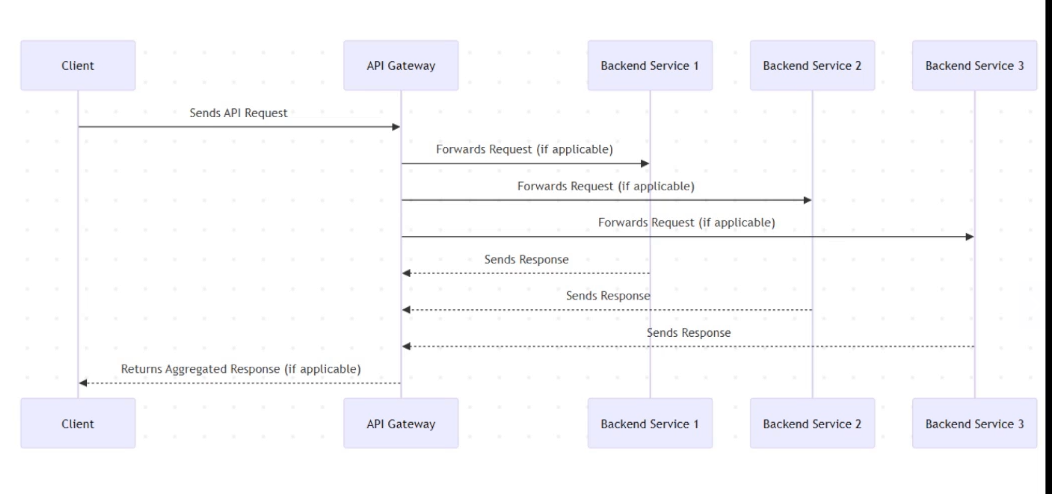 Client
API Gateway
Backend Service 1
Backend Service 2
Backend Service 3
Sends API Request
Forwards Request (if applicable)
Forwards Request (if applicable)
Forwards Request (if applicable)
Sends Response
Sends Response
Sends Response
Returns Aggregated Response (if applicable)
Client
API Gateway
Backend Service 1
Backend Service 2
Backend Service 3